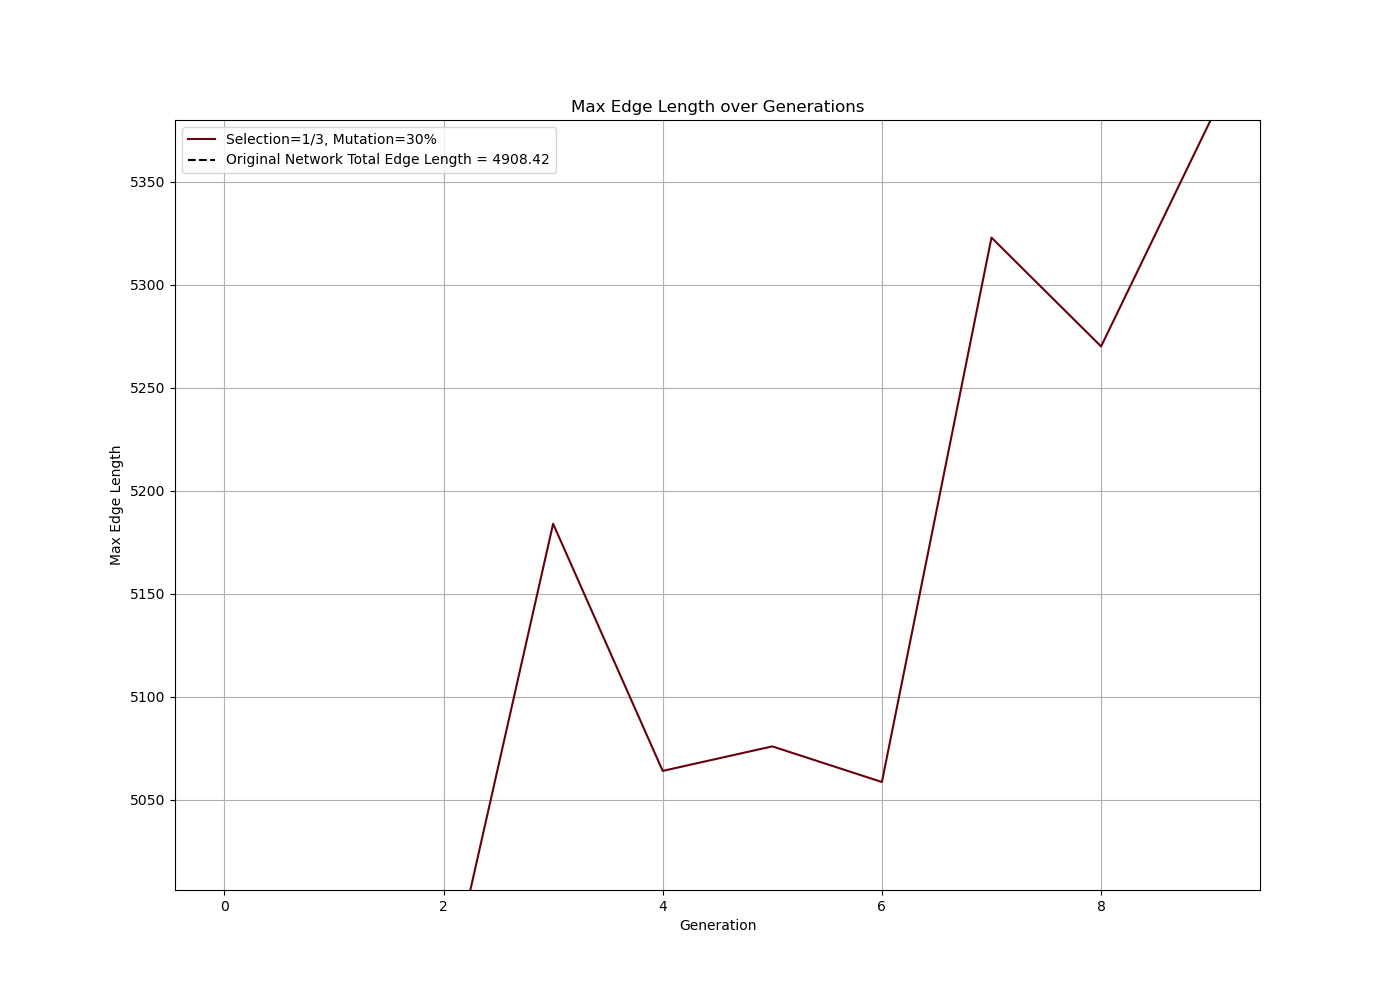 Max Edge Length over Generations
Selection=1/3, Mutation=30%
Original Network Total Edge Length = 4908.42
5350
5300
5250
5200
5150
5100
5050
Max Edge Length
0 2 4 6 8
Generation